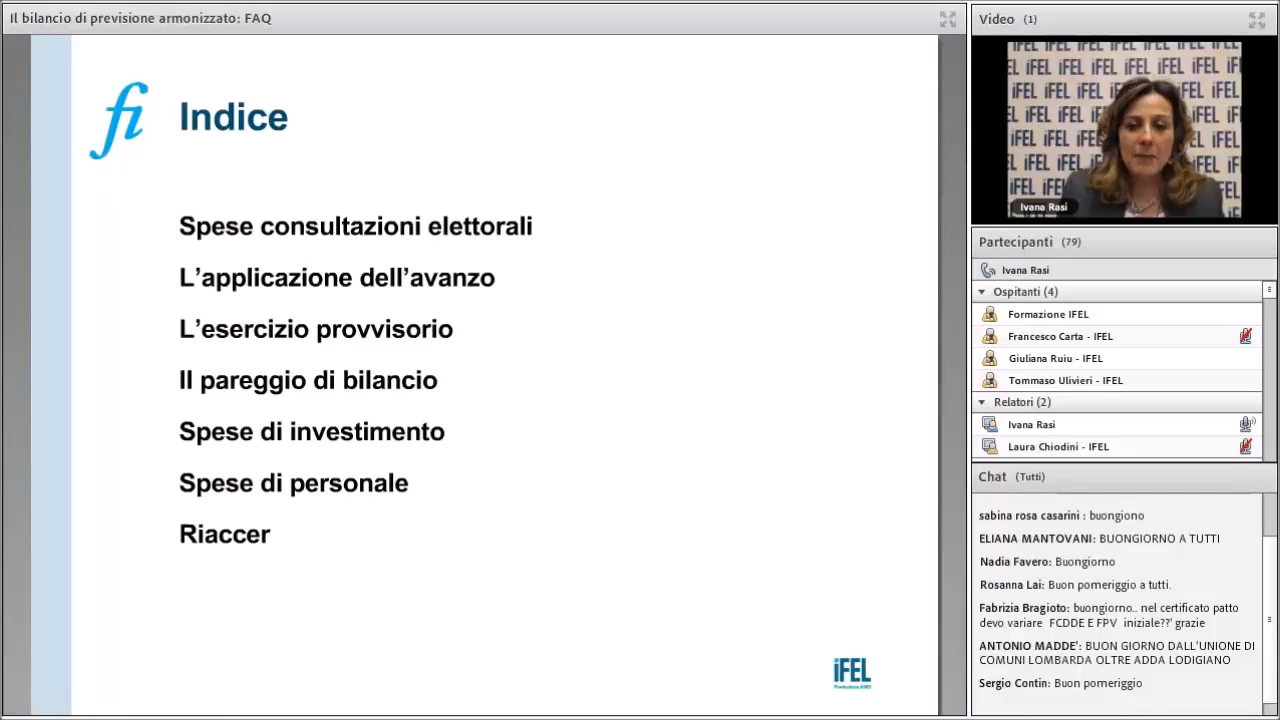 Il bilancio di previsione armonizzato: FAQ
fi
Indice
Spese consultazioni elettorali
L'applicazione dell'avanzo
L'esercizio provvisorio
Il pareggio di bilancio
Spese di investimento
Spese di personale
Riaccer
iFEL
Fondazione ANCI
Video (1)
iFEL
Ivana Rasi
Partecipanti (79)
Ivana Rasi
Ospitanti (4)
Formazione IFEL
Francesco Carta - IFEL
Giuliana Ruiu - IFEL
Tommaso Ulivieri - IFEL
Relatori (2)
Ivana Rasi
Laura Chiodini - IFEL
Chat (Tutti)
sabina rosa casarini : buongiono
ELIANA MANTOVANI: BUONGIORNO A TUTTI
Nadia Favero: Buongiorno
Rosanna Lai: Buon pomeriggio a tutti.
Fabrizia Bragioto: buongiorno.. nel certificato patto
devo variare FCDDE E FPV iniziale??' grazie
ANTONIO MADDE': BUON GIORNO DALL'UNIONE DI
COMUNI LOMBARDA OLTRE ADDA LODIGIANO
Sergio Contin: Buon pomeriggio